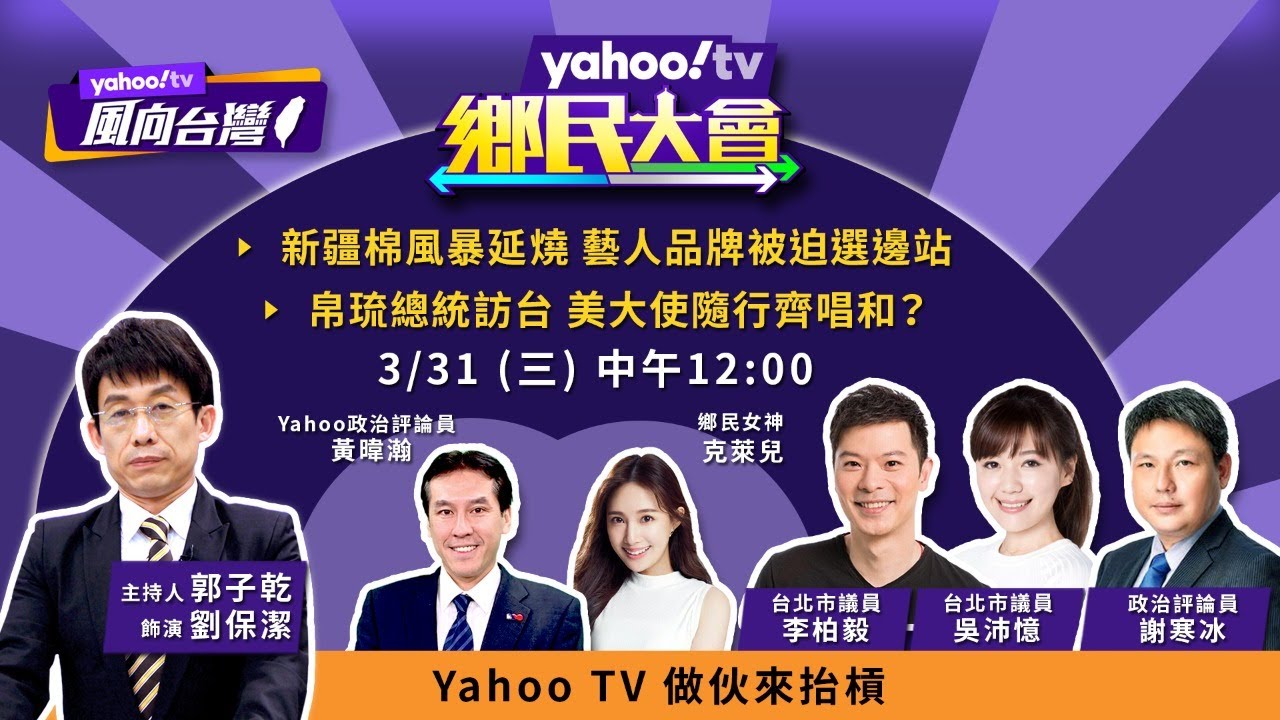 yahoo!tv
風向台灣
yahoo!tv
鄉民大會
新疆棉風暴延燒 藝人品牌被迫選邊站
帛琉總統訪台 美大使隨行齊唱和？
3/31 (三) 中午12:00
Yahoo政治評論員
黃暐瀚
鄉民女神
克萊兒
主持人 郭子乾
飾演 劉保潔
台北市議員
李柏毅
台北市議員
吳沛憶
政治評論員
謝寒冰
Yahoo TV 做伙來抬槓